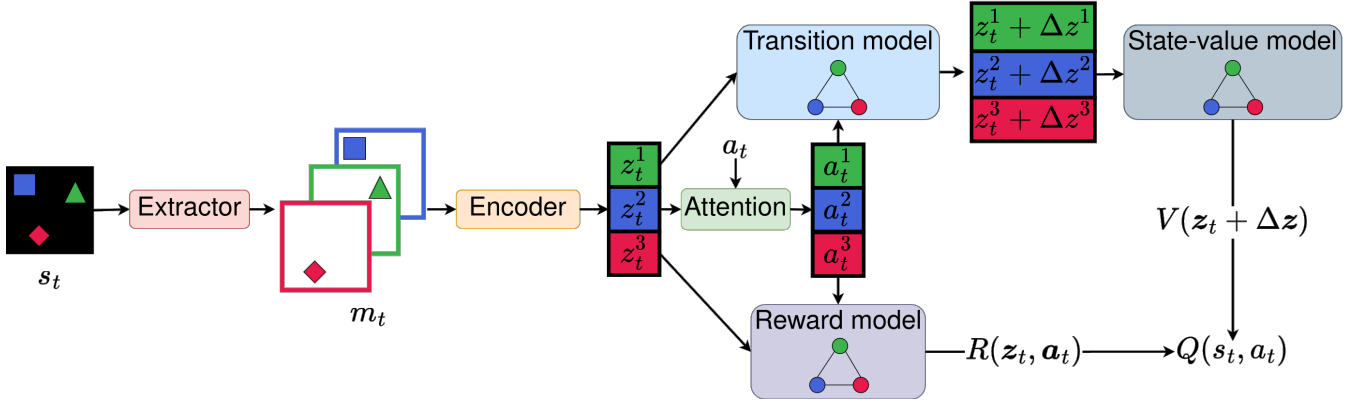 s_t
Extractor
m_t
Encoder
z_t^1
z_t^2
z_t^3
a_t
Attention
a_t^1
a_t^2
a_t^3
Transition model
Reward model
z_t^1 + Δz^1
z_t^2 + Δz^2
z_t^3 + Δz^3
State-value model
V(z_t + Δz)
R(z_t, a_t)
Q(s_t, a_t)